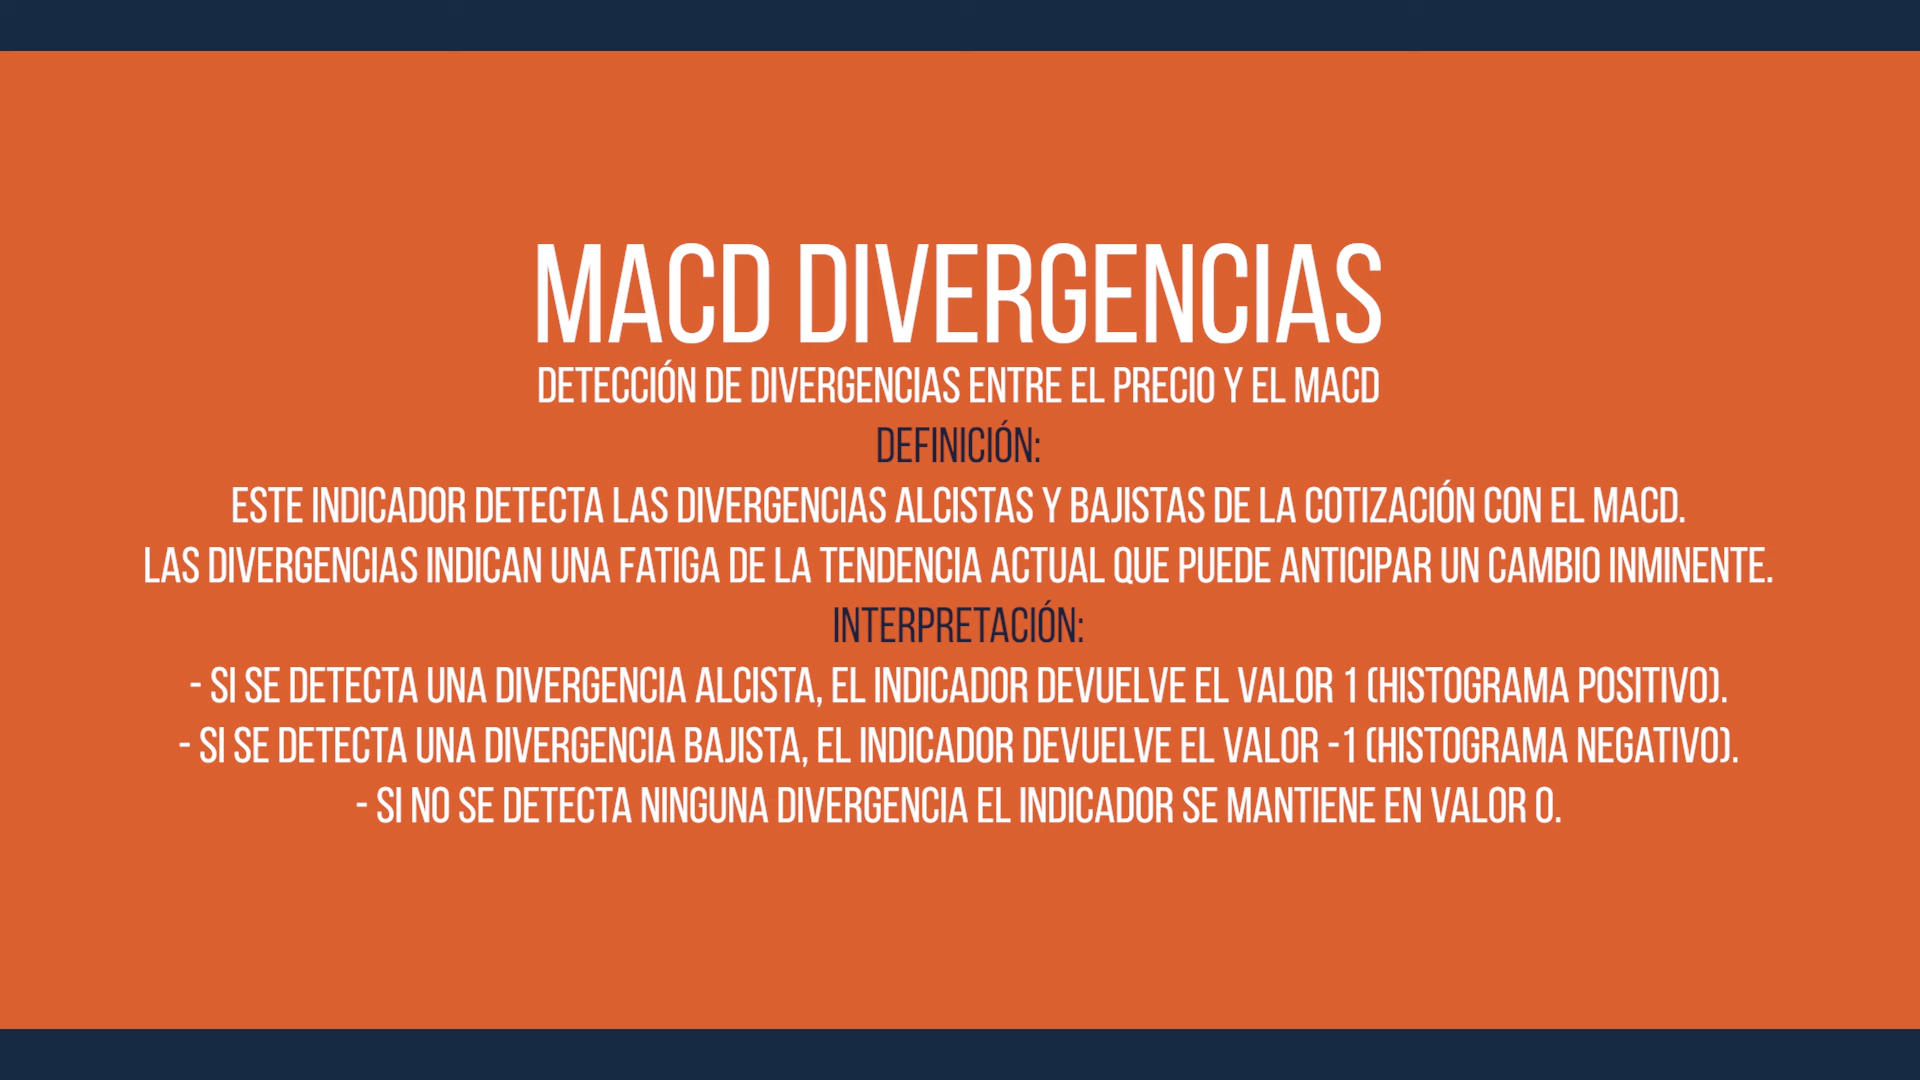 MACD DIVERGENCIAS
DETECCIÓN DE DIVERGENCIAS ENTRE EL PRECIO Y EL MACD
DEFINICIÓN:
ESTE INDICADOR DETECTA LAS DIVERGENCIAS ALCISTAS Y BAJISTAS DE LA COTIZACIÓN CON EL MACD.
LAS DIVERGENCIAS INDICAN UNA FATIGA DE LA TENDENCIA ACTUAL QUE PUEDE ANTICIPAR UN CAMBIO INMINENTE.
INTERPRETACIÓN:
- SI SE DETECTA UNA DIVERGENCIA ALCISTA, EL INDICADOR DEVUELVE EL VALOR 1 (HISTOGRAMA POSITIVO).
- SI SE DETECTA UNA DIVERGENCIA BAJISTA, EL INDICADOR DEVUELVE EL VALOR -1 (HISTOGRAMA NEGATIVO).
- SI NO SE DETECTA NINGUNA DIVERGENCIA EL INDICADOR SE MANTIENE EN VALOR 0.